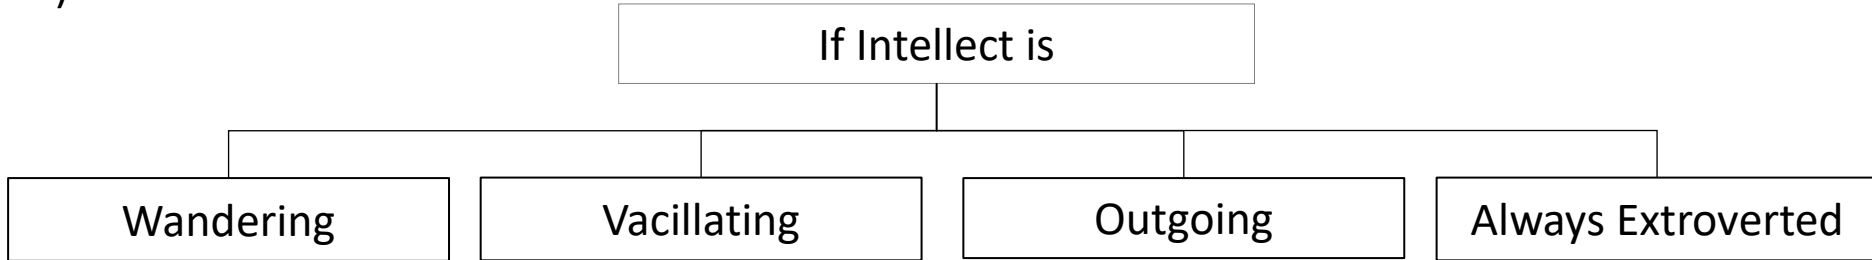 If Intellect is
Wandering
Vacillating
Outgoing
Always Extroverted